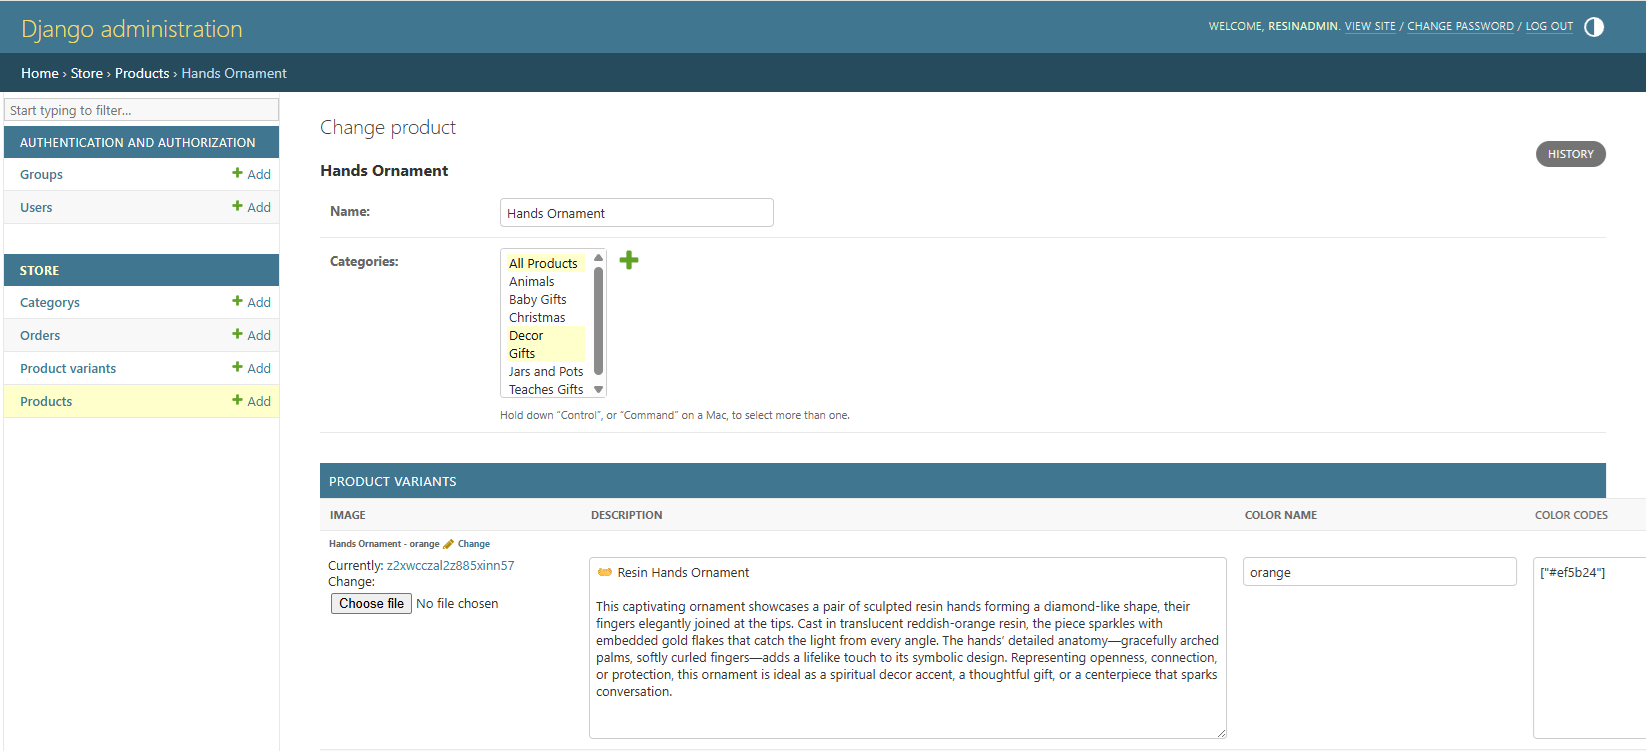 Django administration
WELCOME, RESINADMIN. VIEW SITE / CHANGE PASSWORD / LOG OUT
Home › Store › Products › Hands Ornament
Start typing to filter...
AUTHENTICATION AND AUTHORIZATION
Groups
Add
Users
Add
STORE
Categorys
Add
Orders
Add
Product variants
Add
Products
Add
Change product
HISTORY
Hands Ornament
Name:
Hands Ornament
Categories:
All Products
Animals
Baby Gifts
Christmas
Decor
Gifts
Jars and Pots
Teaches Gifts
Hold down “Control”, or “Command” on a Mac, to select more than one.
PRODUCT VARIANTS
IMAGE
DESCRIPTION
COLOR NAME
COLOR CODES
Hands Ornament - orange
Change
Currently: z2xwcczal2z885xinn57
Change:
Choose file
No file chosen
Resin Hands Ornament
This captivating ornament showcases a pair of sculpted resin hands forming a diamond-like shape, their
fingers elegantly joined at the tips. Cast in translucent reddish-orange resin, the piece sparkles with
embedded gold flakes that catch the light from every angle. The hands’ detailed anatomy—gracefully arched
palms, softly curled fingers—adds a lifelike touch to its symbolic design. Representing openness, connection,
or protection, this ornament is ideal as a spiritual decor accent, a thoughtful gift, or a centerpiece that sparks
conversation.
orange
["#ef5b24"]